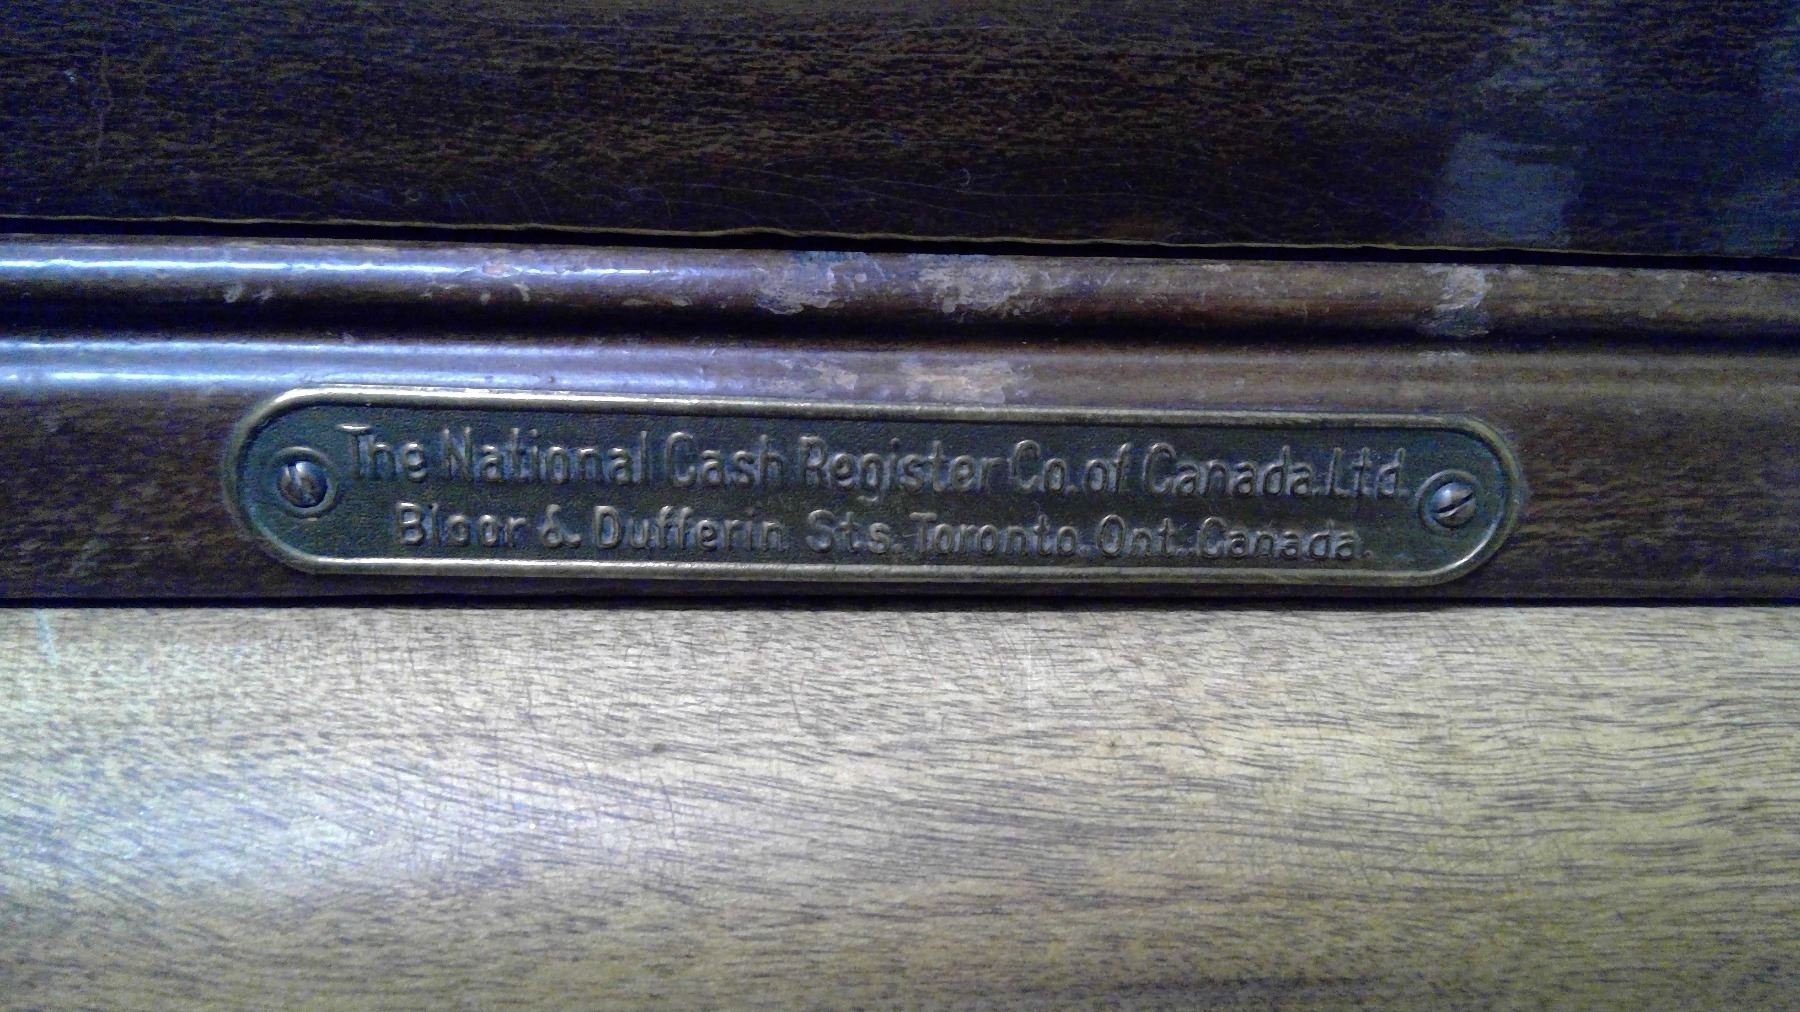 The National Cash Register Co. of Canada. Ltd.
Bloor & Dufferin Sts. Toronto. Ont. Canada.